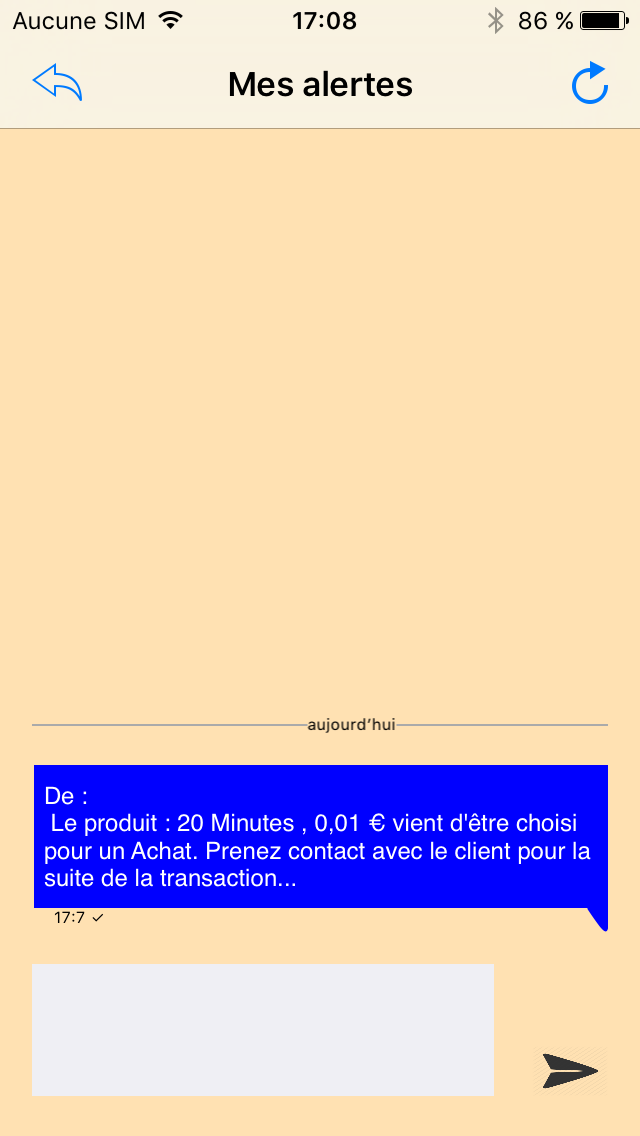 Aucune SIM 17:08 86 %
Mes alertes
aujourd'hui
De :
Le produit : 20 Minutes , 0,01 € vient d'être choisi
pour un Achat. Prenez contact avec le client pour la
suite de la transaction...
17:7 ✓